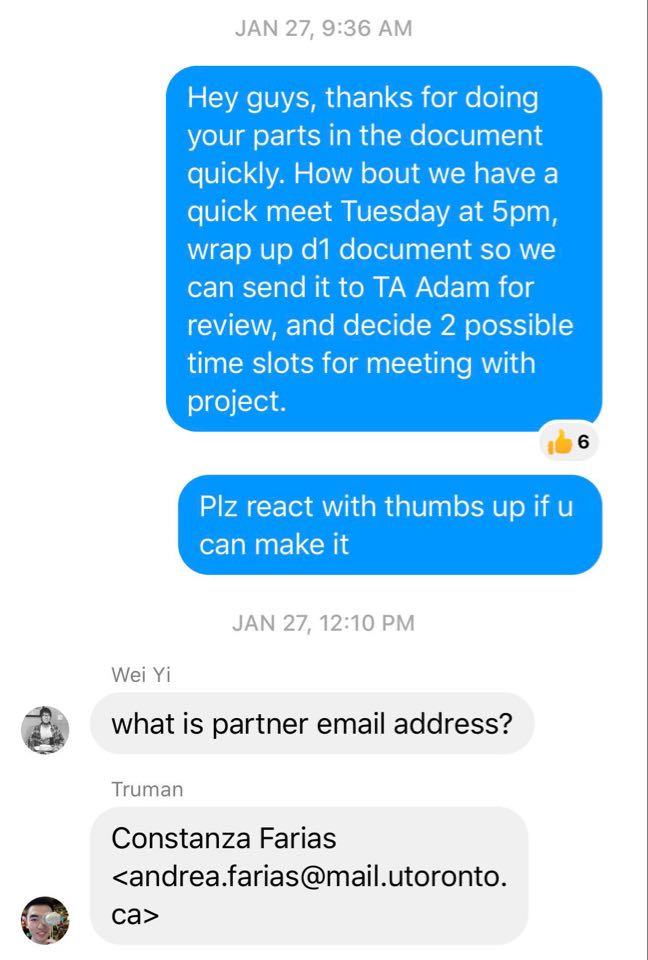 JAN 27, 9:36 AM
Hey guys, thanks for doing
your parts in the document
quickly. How bout we have a
quick meet Tuesday at 5pm,
wrap up d1 document so we
can send it to TA Adam for
review, and decide 2 possible
time slots for meeting with
project.
👍 6
Plz react with thumbs up if u
can make it
JAN 27, 12:10 PM
Wei Yi
what is partner email address?
Truman
Constanza Farias
<andrea.farias@mail.utoronto.
ca>